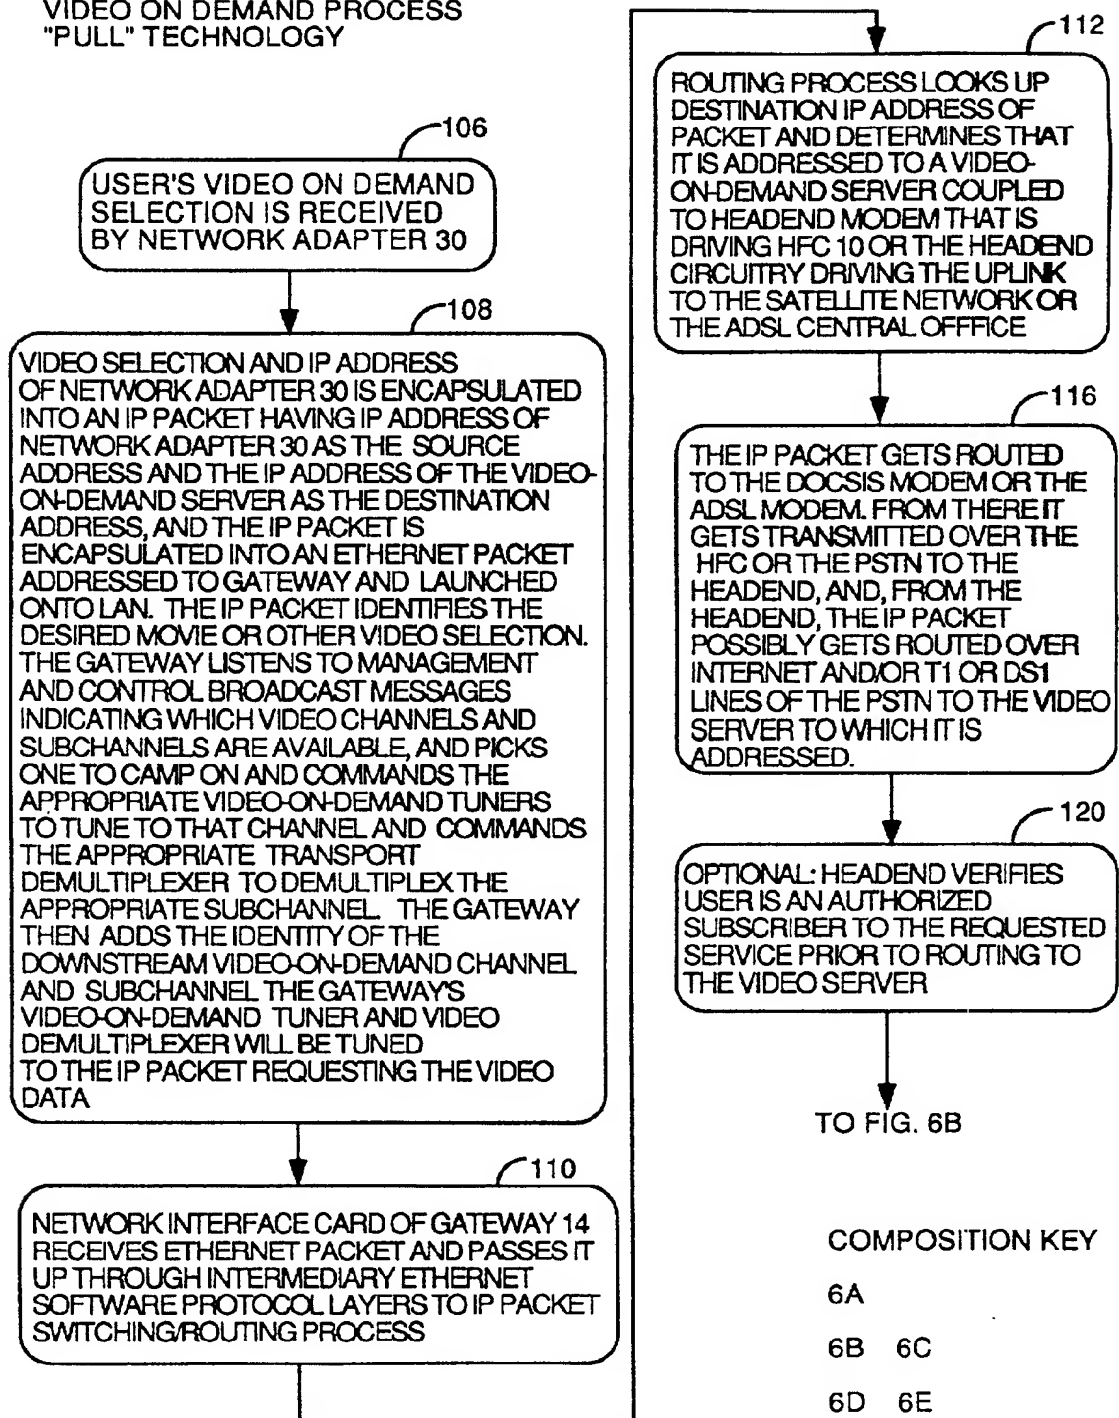 VIDEO ON DEMAND PROCESS
"PULL" TECHNOLOGY
106
USER'S VIDEO ON DEMAND
SELECTION IS RECEIVED
BY NETWORK ADAPTER 30
108
VIDEO SELECTION AND IP ADDRESS
OF NETWORK ADAPTER 30 IS ENCAPSULATED
INTO AN IP PACKET HAVING IP ADDRESS OF
NETWORK ADAPTER 30 AS THE SOURCE
ADDRESS AND THE IP ADDRESS OF THE VIDEO-
ON-DEMAND SERVER AS THE DESTINATION
ADDRESS, AND THE IP PACKET IS
ENCAPSULATED INTO AN ETHERNET PACKET
ADDRESSED TO GATEWAY AND LAUNCHED
ONTO LAN. THE IP PACKET IDENTIFIES THE
DESIRED MOVIE OR OTHER VIDEO SELECTION.
THE GATEWAY LISTENS TO MANAGEMENT
AND CONTROL BROADCAST MESSAGES
INDICATING WHICH VIDEO CHANNELS AND
SUBCHANNELS ARE AVAILABLE, AND PICKS
ONE TO CAMP ON AND COMMANDS THE
APPROPRIATE VIDEO-ON-DEMAND TUNERS
TO TUNE TO THAT CHANNEL AND COMMANDS
THE APPROPRIATE TRANSPORT
DEMULTIPLEXER TO DEMULTIPLEX THE
APPROPRIATE SUBCHANNEL. THE GATEWAY
THEN ADDS THE IDENTITY OF THE
DOWNSTREAM VIDEO-ON-DEMAND CHANNEL
AND SUBCHANNEL THE GATEWAY'S
VIDEO-ON-DEMAND TUNER AND VIDEO
DEMULTIPLEXER WILL BE TUNED
TO THE IP PACKET REQUESTING THE VIDEO
DATA
110
NETWORK INTERFACE CARD OF GATEWAY 14
RECEIVES ETHERNET PACKET AND PASSES IT
UP THROUGH INTERMEDIARY ETHERNET
SOFTWARE PROTOCOL LAYERS TO IP PACKET
SWITCHING/ROUTING PROCESS
112
ROUTING PROCESS LOOKS UP
DESTINATION IP ADDRESS OF
PACKET AND DETERMINES THAT
IT IS ADDRESSED TO A VIDEO-
ON-DEMAND SERVER COUPLED
TO HEADEND MODEM THAT IS
DRIVING HFC 10 OR THE HEADEND
CIRCUITRY DRIVING THE UPLINK
TO THE SATELLITE NETWORK OR
THE ADSL CENTRAL OFFFICE
116
THE IP PACKET GETS ROUTED
TO THE DOCSIS MODEM OR THE
ADSL MODEM. FROM THERE IT
GETS TRANSMITTED OVER THE
HFC OR THE PSTN TO THE
HEADEND, AND, FROM THE
HEADEND, THE IP PACKET
POSSIBLY GETS ROUTED OVER
INTERNET AND/OR T1 OR DS1
LINES OF THE PSTN TO THE VIDEO
SERVER TO WHICH IT IS
ADDRESSED.
120
OPTIONAL: HEADEND VERIFIES
USER IS AN AUTHORIZED
SUBSCRIBER TO THE REQUESTED
SERVICE PRIOR TO ROUTING TO
THE VIDEO SERVER
TO FIG. 6B
COMPOSITION KEY
6A
6B 6C
6D 6E